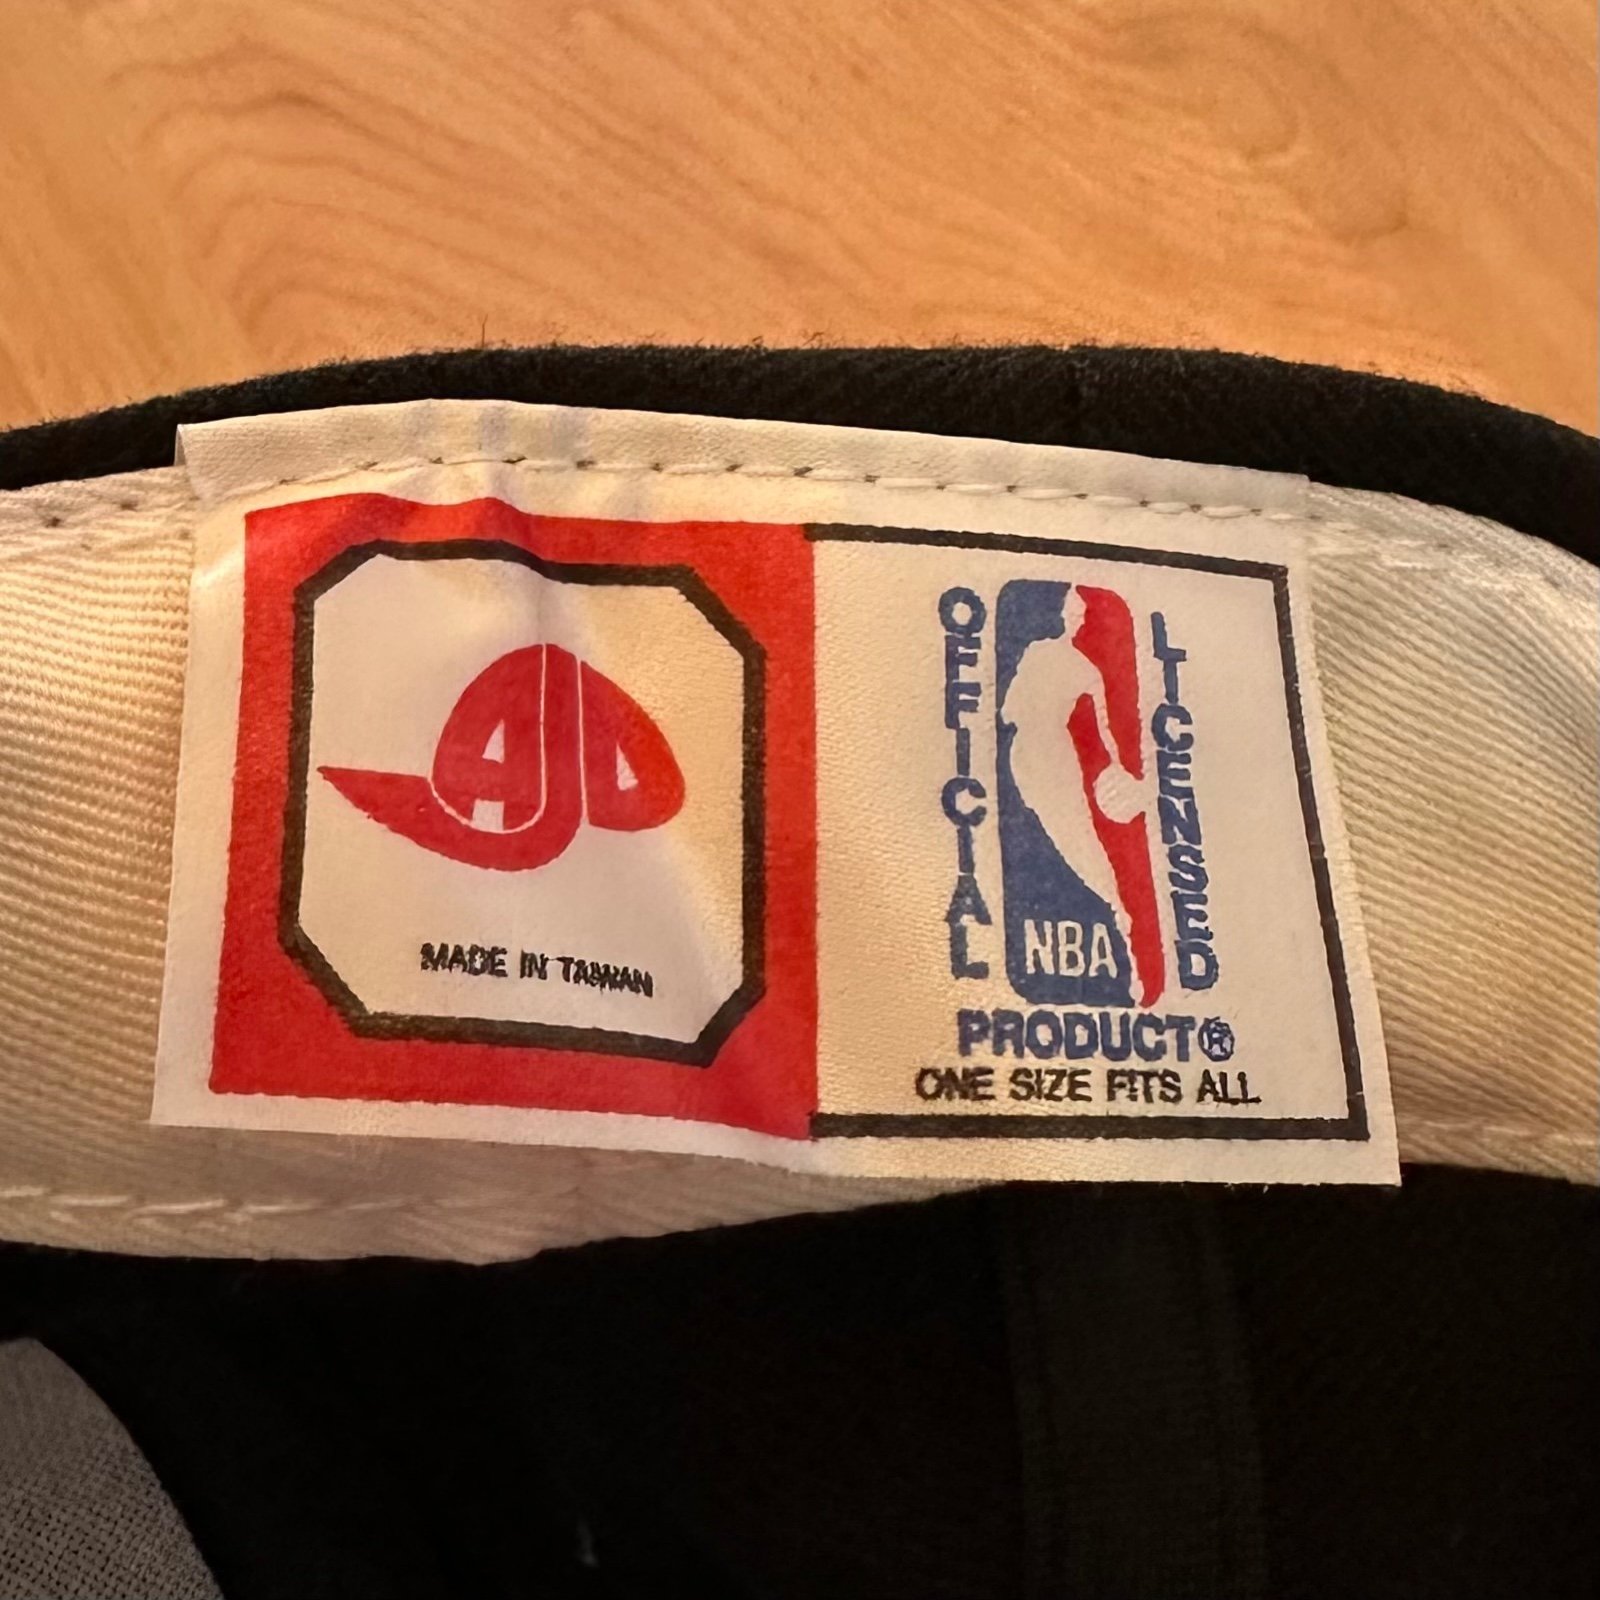 AJD
MADE IN TAIWAN
OFFICIAL
NBA
LICENSED
PRODUCT®
ONE SIZE FITS ALL